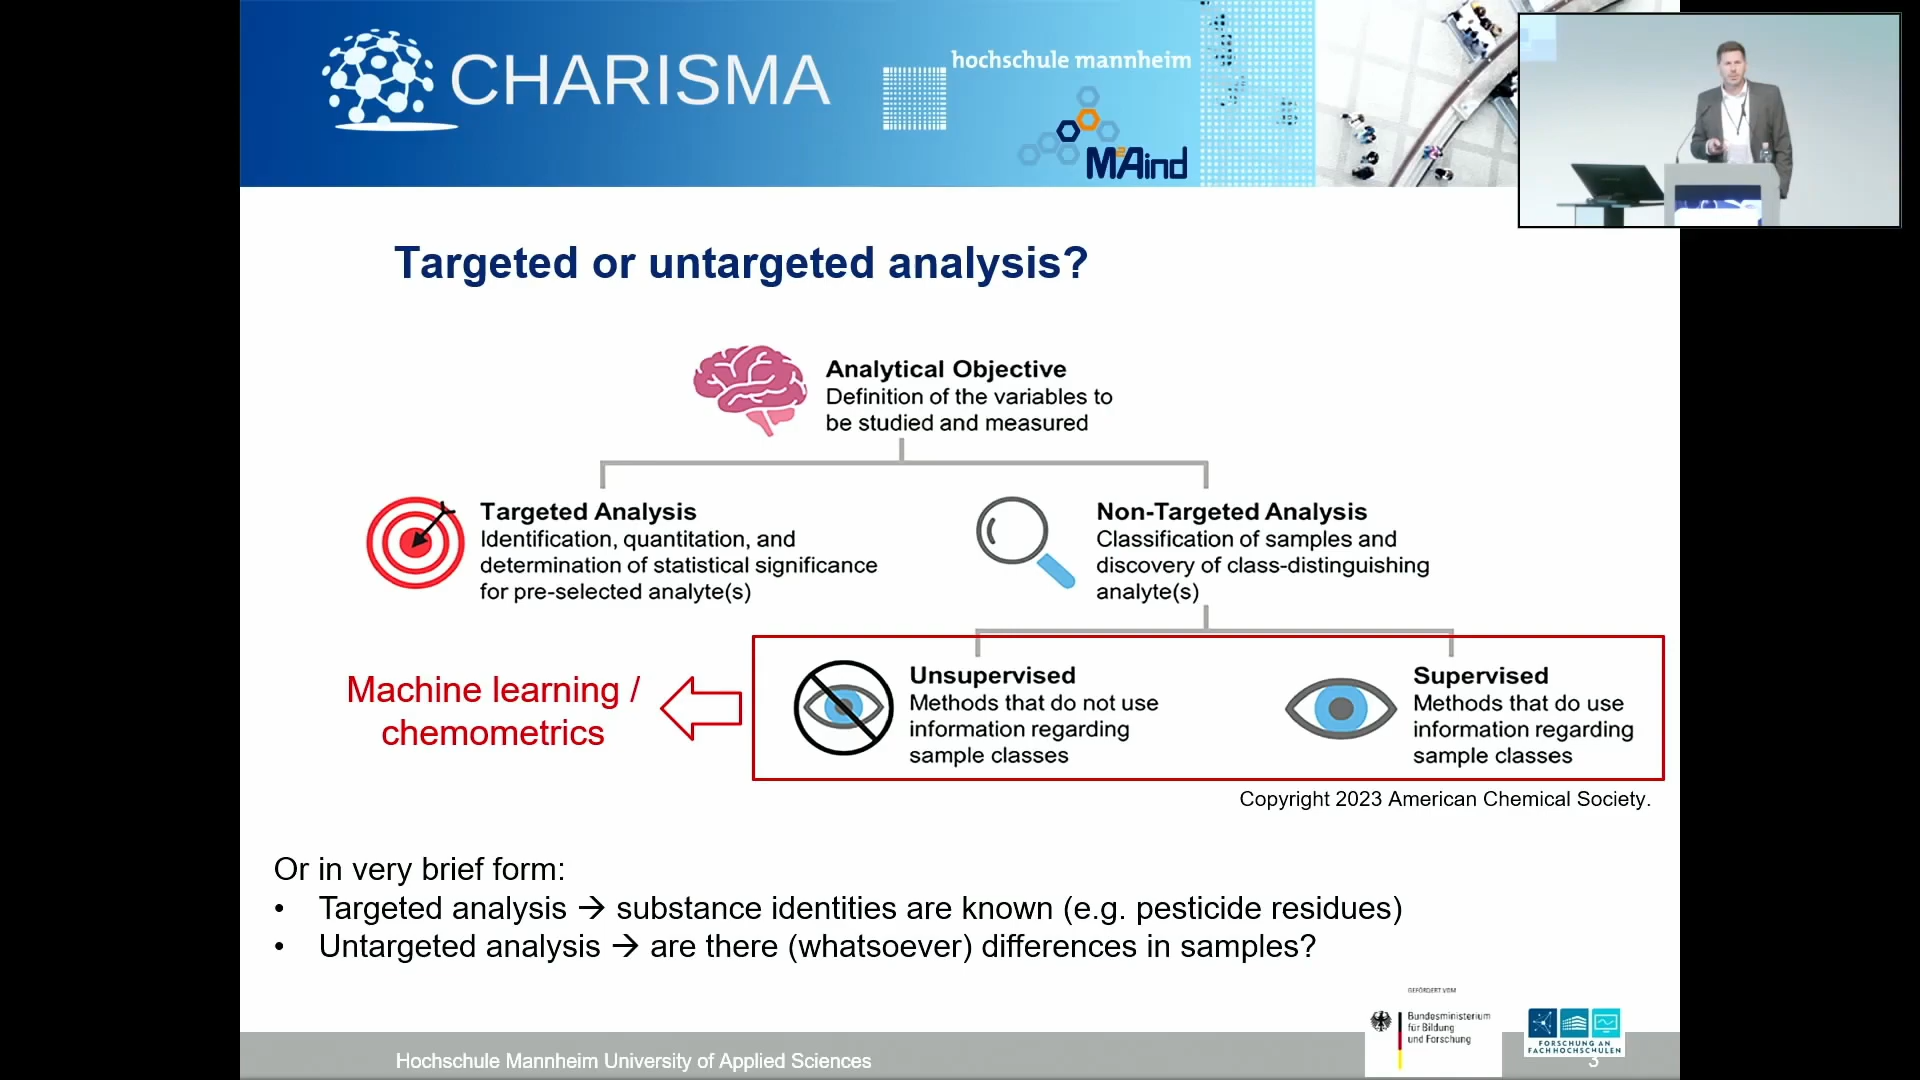 CHARISMA
hochschule mannheim
M²Aind
Targeted or untargeted analysis?
Analytical Objective
Definition of the variables to
be studied and measured
Targeted Analysis
Identification, quantitation, and
determination of statistical significance
for pre-selected analyte(s)
Non-Targeted Analysis
Classification of samples and
discovery of class-distinguishing
analyte(s)
Machine learning /
chemometrics
Unsupervised
Methods that do not use
information regarding
sample classes
Supervised
Methods that do use
information regarding
sample classes
Copyright 2023 American Chemical Society.
Or in very brief form:
• Targeted analysis → substance identities are known (e.g. pesticide residues)
• Untargeted analysis → are there (whatsoever) differences in samples?
GEFÖRDERT VOM
Bundesministerium
für Bildung
und Forschung
FORSCHUNG AN
FACHHOCHSCHULEN
Hochschule Mannheim University of Applied Sciences
3